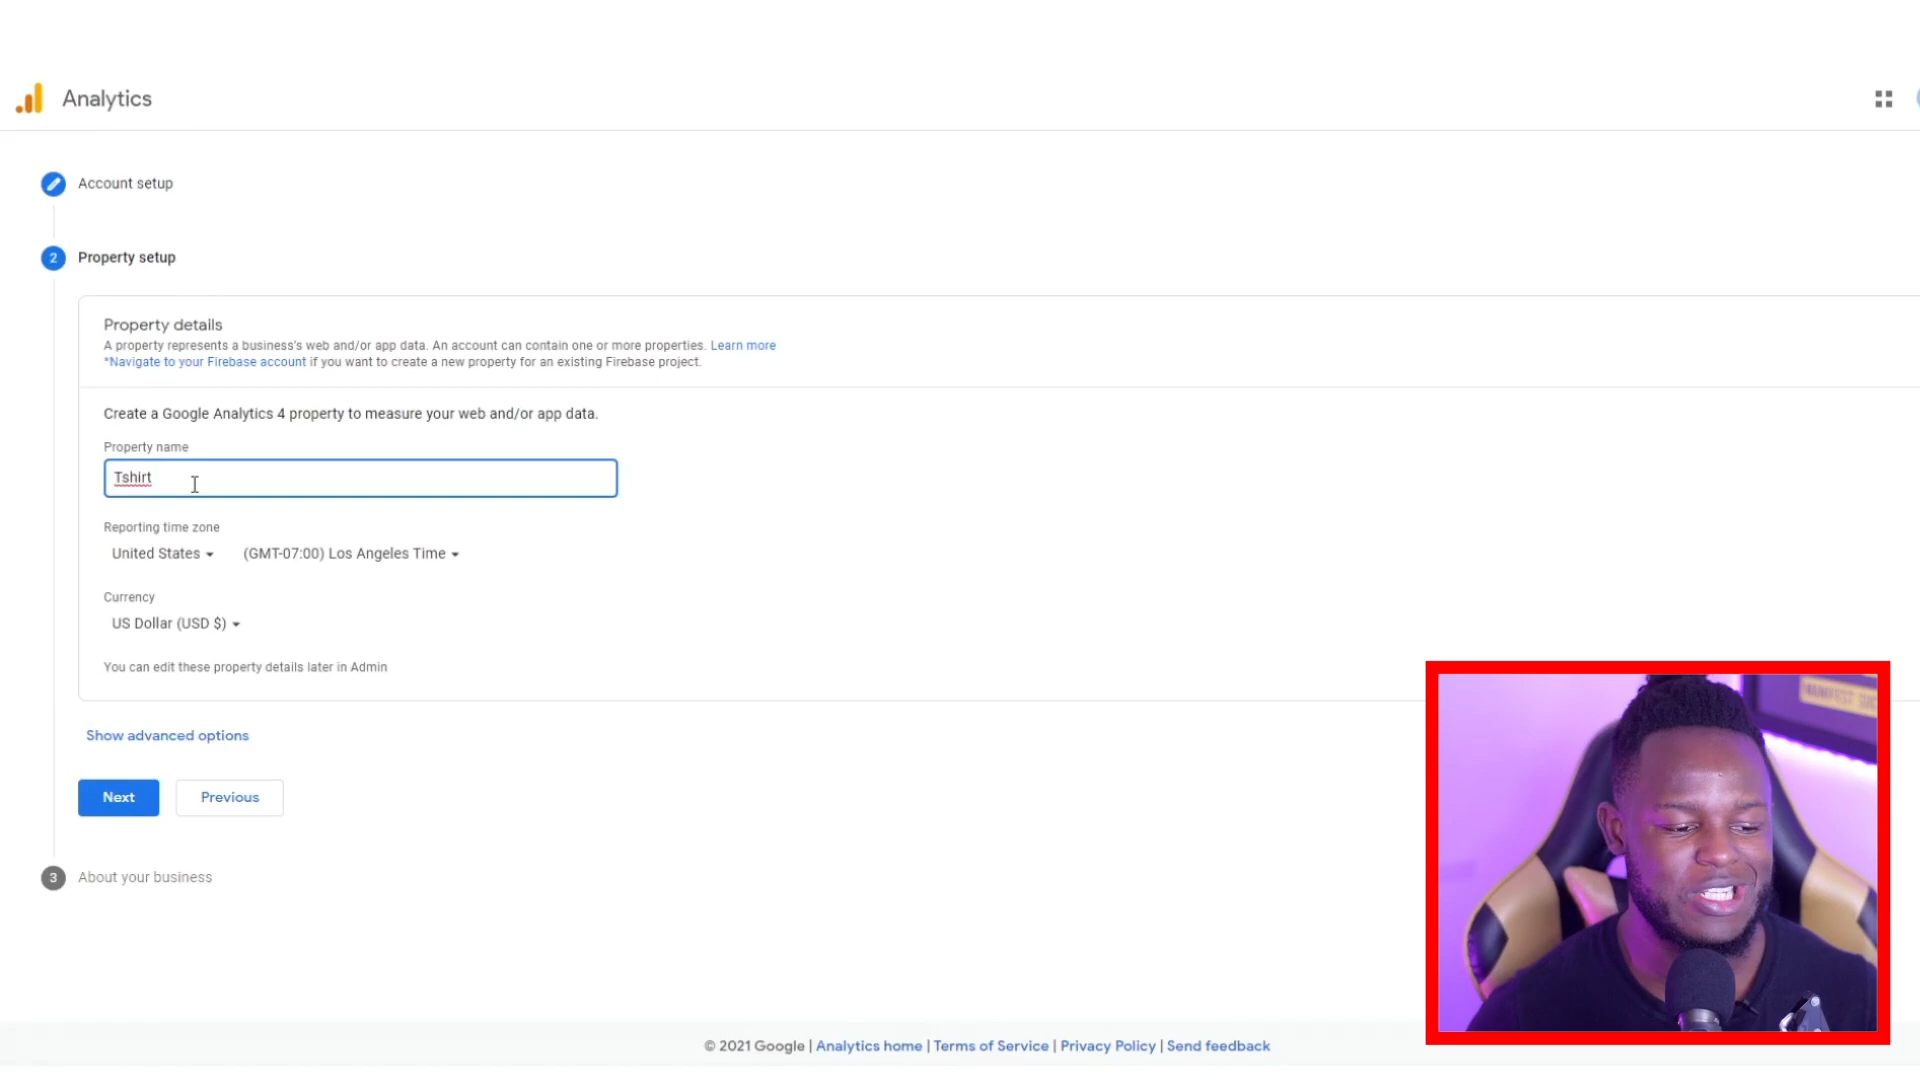 Analytics
Account setup
2 Property setup
Property details
A property represents a business's web and/or app data. An account can contain one or more properties. Learn more
*Navigate to your Firebase account if you want to create a new property for an existing Firebase project.
Create a Google Analytics 4 property to measure your web and/or app data.
Property name
Tshirt
Reporting time zone
United States (GMT-07:00) Los Angeles Time
Currency
US Dollar (USD $)
You can edit these property details later in Admin
Show advanced options
Next Previous
3 About your business
© 2021 Google | Analytics home | Terms of Service | Privacy Policy | Send feedback